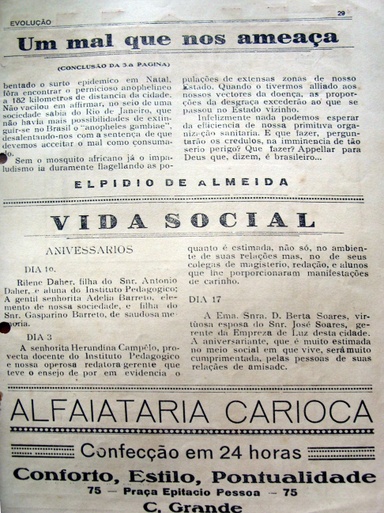 EVOLUÇÃO
29
Um mal que nos ameaça
(CONCLUSÃO DA 3.a PAGINA)
bentado o surto epidemico em Natal,
fôra encontrar o pernicioso anophelineo
a 182 kilometros de distancia da cidade.
Não vacilou em affirmar, no seio de uma
sociedade sabia do Rio de Janeiro, que
não havia mais possibilidades de extin-
guir-se no Brasil o "anopheles gambiae",
desalentando-nos com a sentença de que
devemos acceitar o mal como consuma-
Sem o mosquito africano já o impa-
ludismo ia duramente flagellando as po-
pulações de extensas zonas de nosso
Estado. Quando o tivermos alliado aos
nossos vectores da doença, as propor-
ções da desgraça excederão ao que se
passou no Estado vizinho.
Infelizmente nada podemos esperar
da eficiencia de nossa primitiva orga-
nização sanitaria. E que fazer, pergun-
tarão os credulos, na imminencia de tão
serio perigo? Que fazer? Appellar para
Deus que, dizem, é brasileiro...
ELPIDIO DE ALMEIDA
VIDA SOCIAL
ANIVERSARIOS
DIA 10.
Rilene Daher, filha do Snr. Antonio
Daher, e aluna do Instituto Pedagogico;
A gentil senhorita Adelia Barreto, ele-
mento de nossa sociedade, e filha do
Snr. Gasparino Barreto, de saudosa me-
moria.
DIA 3
A senhorita Herundina Campêlo, pro-
vecta docente do Instituto Pedagogico
e nossa operosa redatora gerente que
teve o ensejo de por em evidencia o
quanto é estimada, não só, no ambien-
te de suas relações mas, no de seus
colegas de magisterio, redação, e alunos
que lhe porporcionaram manifestações
de carinho.
DIA 17
A Ema. Snra. D. Berta Soares, vir-
tuosa esposa do Snr. José Soares, ge-
rente da Empreza de Luz desta cidade.
A aniversariante, que é muito estimada
no meio social em que vive, será muito
cumprimentada, pelas pessoas de suas
relações de amisade.
ALFAIATARIA CARIOCA
Confecção em 24 horas
Conforto, Estilo, Pontualidade
75 — Praça Epitacio Pessoa — 75
C. Grande